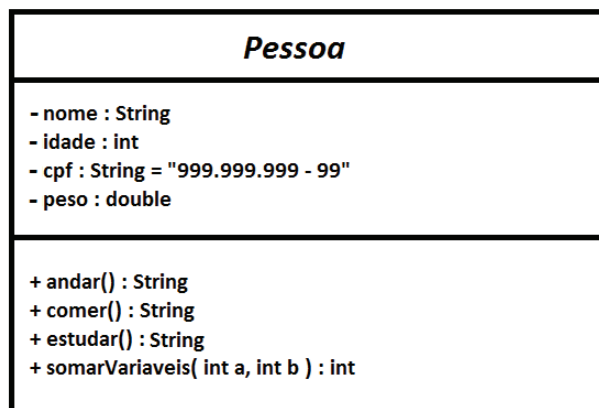 Pessoa
- nome : String
- idade : int
- cpf : String = "999.999.999 - 99"
- peso : double
+ andar() : String
+ comer() : String
+ estudar() : String
+ somarVariaveis( int a, int b ) : int